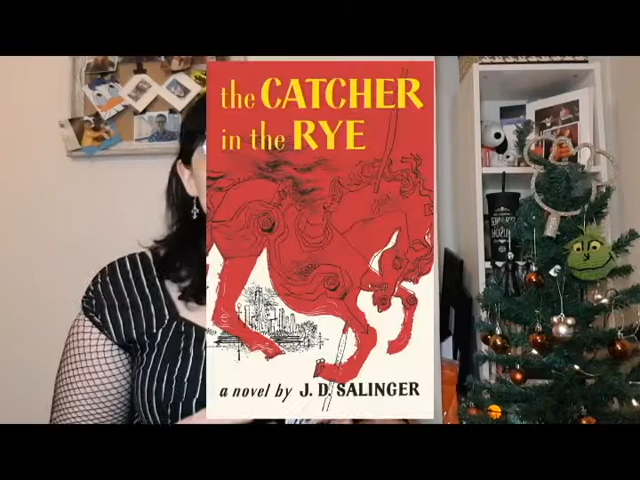 the CATCHER
in the RYE
a novel by J. D. SALINGER